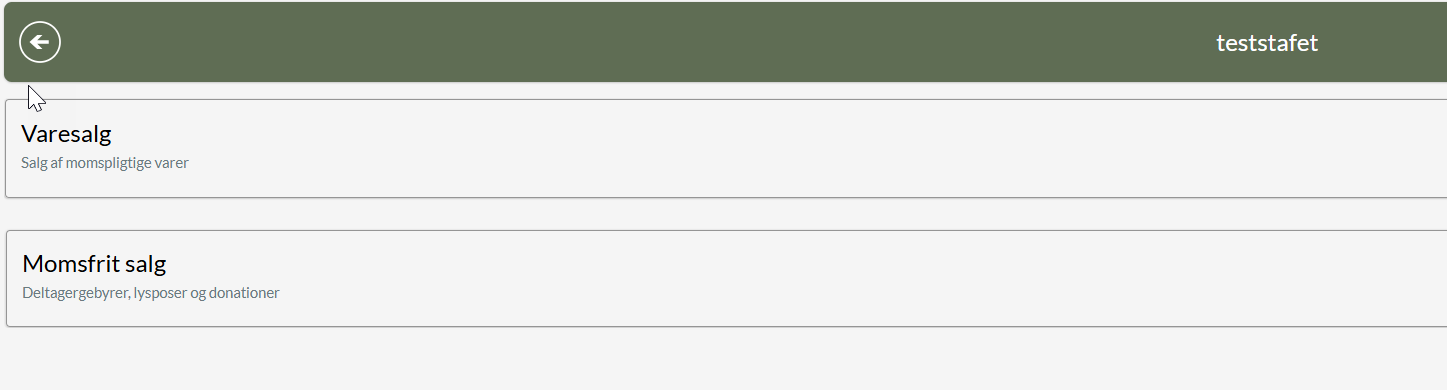 teststafet
Varesalg
Salg af momspligtige varer
Momsfrit salg
Deltagergebyrer, lysposer og donationer